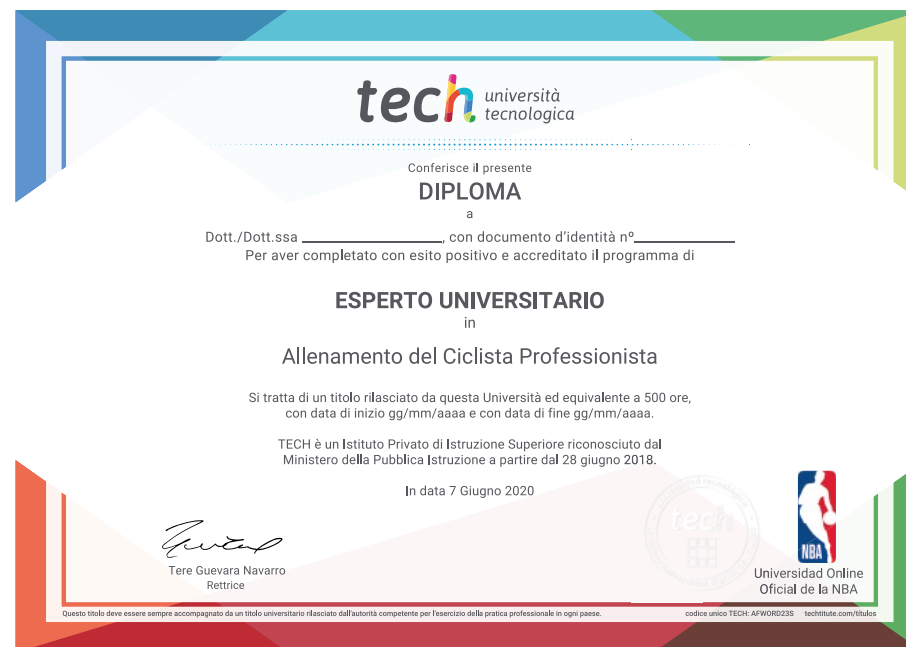 tech università
tecnologica
Conferisce il presente
DIPLOMA
a
Dott./Dott.ssa ____________________, con documento d'identità nº______________
Per aver completato con esito positivo e accreditato il programma di
ESPERTO UNIVERSITARIO
in
Allenamento del Ciclista Professionista
Si tratta di un titolo rilasciato da questa Università ed equivalente a 500 ore,
con data di inizio gg/mm/aaaa e con data di fine gg/mm/aaaa.
TECH è un Istituto Privato di Istruzione Superiore riconosciuto dal
Ministero della Pubblica Istruzione a partire dal 28 giugno 2018.
In data 7 Giugno 2020
tech
NBA
Tere Guevara Navarro
Rettrice
Universidad Online
Oficial de la NBA
Questo titolo deve essere sempre accompagnato da un titolo universitario rilasciato dall'autorità competente per l'esercizio della pratica professionale in ogni paese.
codice unico TECH: AFWORD23S techtitute.com/titulos